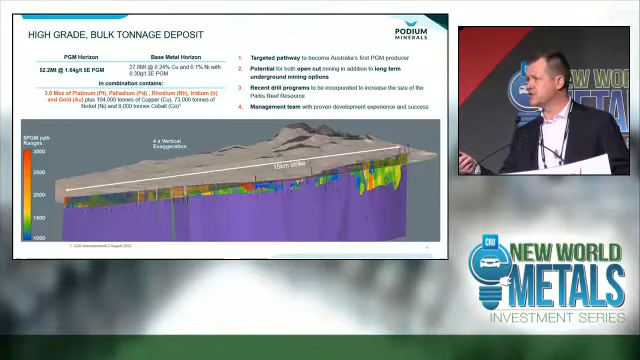 HIGH GRADE, BULK TONNAGE DEPOSIT
PODIUM
MINERALS
PGM Horizon
Base Metal Horizon
52.2Mt @ 1.64g/t 5E PGM
27.8Mt @ 0.24% Cu and 0.1% Ni with
0.30g/t 3E PGM
in combination contains:
3.0 Moz of Platinum (Pt), Palladium (Pd) , Rhodium (Rh), Iridium (Ir)
and Gold (Au) plus 104,000 tonnes of Copper (Cu), 73,000 tonnes of
Nickel (Ni) and 9,000 tonnes Cobalt (Co)
1. Targeted pathway to become Australia's first PGM producer
2. Potential for both open cut mining in addition to long term
underground mining options
3. Recent drill programs to be incorporated to increase the size of the
Parks Reef Resource
4. Management team with proven development experience and success
5PGM ppb
Ranges
3000
2500
2000
1500
1000
4 x Vertical
Exaggeration
15km strike
NEW WORLD
INVESTMENT
CRU
NEW WORLD
METALS
INVESTMENT SERIES